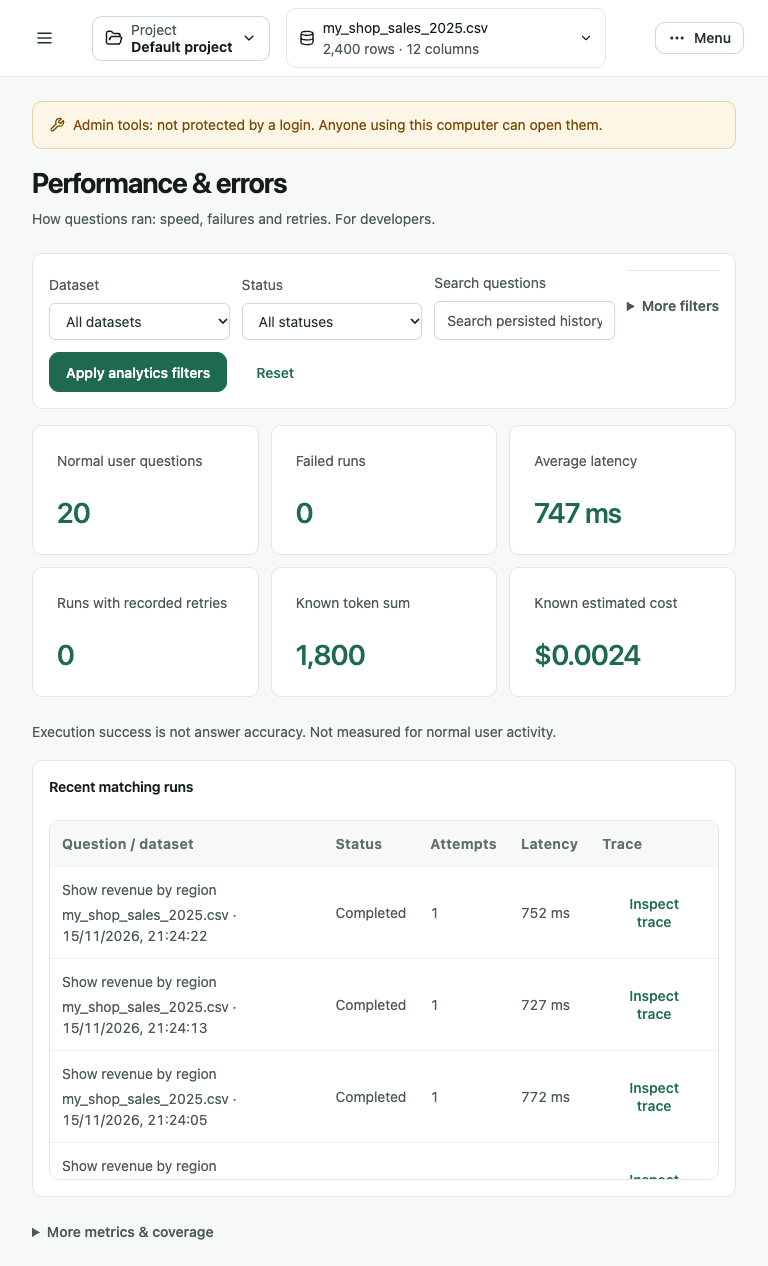 Project
Default project
my_shop_sales_2025.csv
2,400 rows · 12 columns
Menu
Admin tools: not protected by a login. Anyone using this computer can open them.
Performance & errors
How questions ran: speed, failures and retries. For developers.
Dataset
Status
Search questions
All datasets
All statuses
Search persisted history
More filters
Apply analytics filters
Reset
Normal user questions
20
Failed runs
0
Average latency
747 ms
Runs with recorded retries
0
Known token sum
1,800
Known estimated cost
$0.0024
Execution success is not answer accuracy. Not measured for normal user activity.
Recent matching runs
Question / dataset Status Attempts Latency Trace
Show revenue by region
my_shop_sales_2025.csv ·
15/11/2026, 21:24:22
Completed 1 752 ms
Inspect
trace
Show revenue by region
my_shop_sales_2025.csv ·
15/11/2026, 21:24:13
Completed 1 727 ms
Inspect
trace
Show revenue by region
my_shop_sales_2025.csv ·
15/11/2026, 21:24:05
Completed 1 772 ms
Inspect
trace
Show revenue by region
Inspect
More metrics & coverage